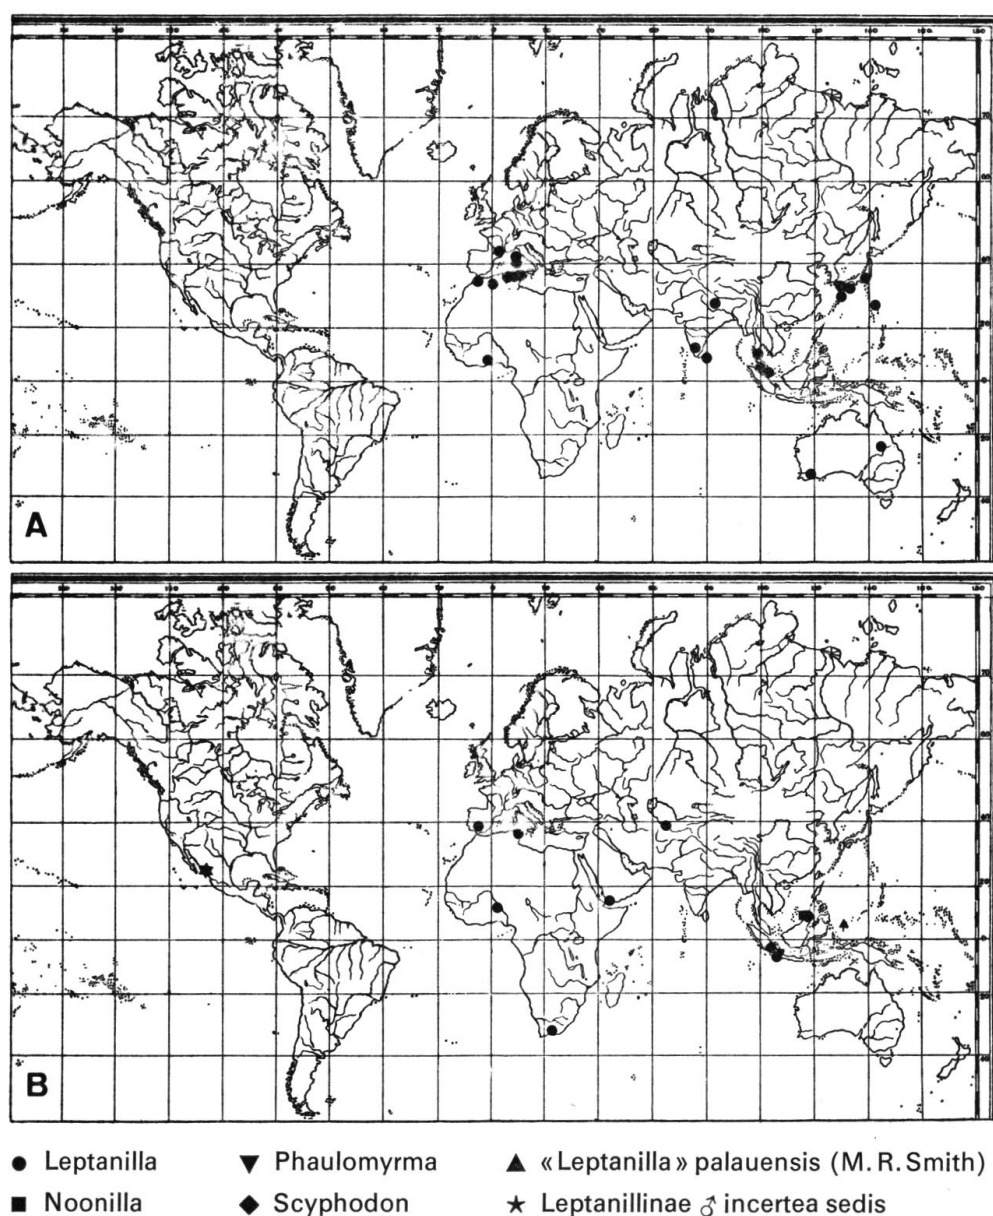 A
B
● Leptanilla ▼ Phaulomyrma ▲ «Leptanilla» palauensis (M. R. Smith)
■ Noonilla ◆ Scyphodon ★ Leptanillinae ♂ incertea sedis